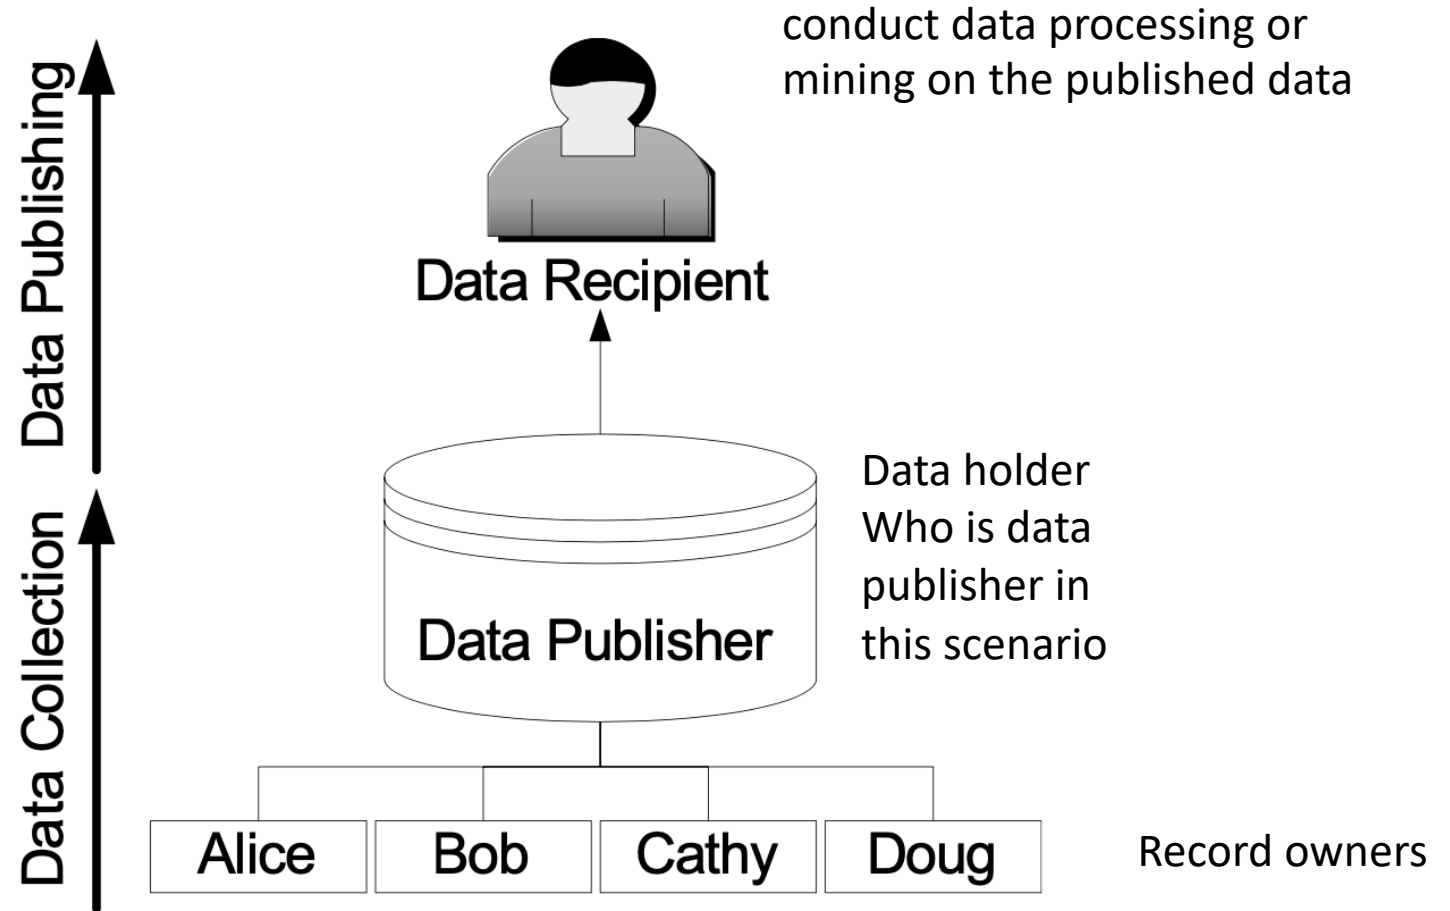 conduct data processing or
mining on the published data
Data Publishing
Data Recipient
Data holder
Who is data
publisher in
this scenario
Data Publisher
Data Collection
Alice
Bob
Cathy
Doug
Record owners